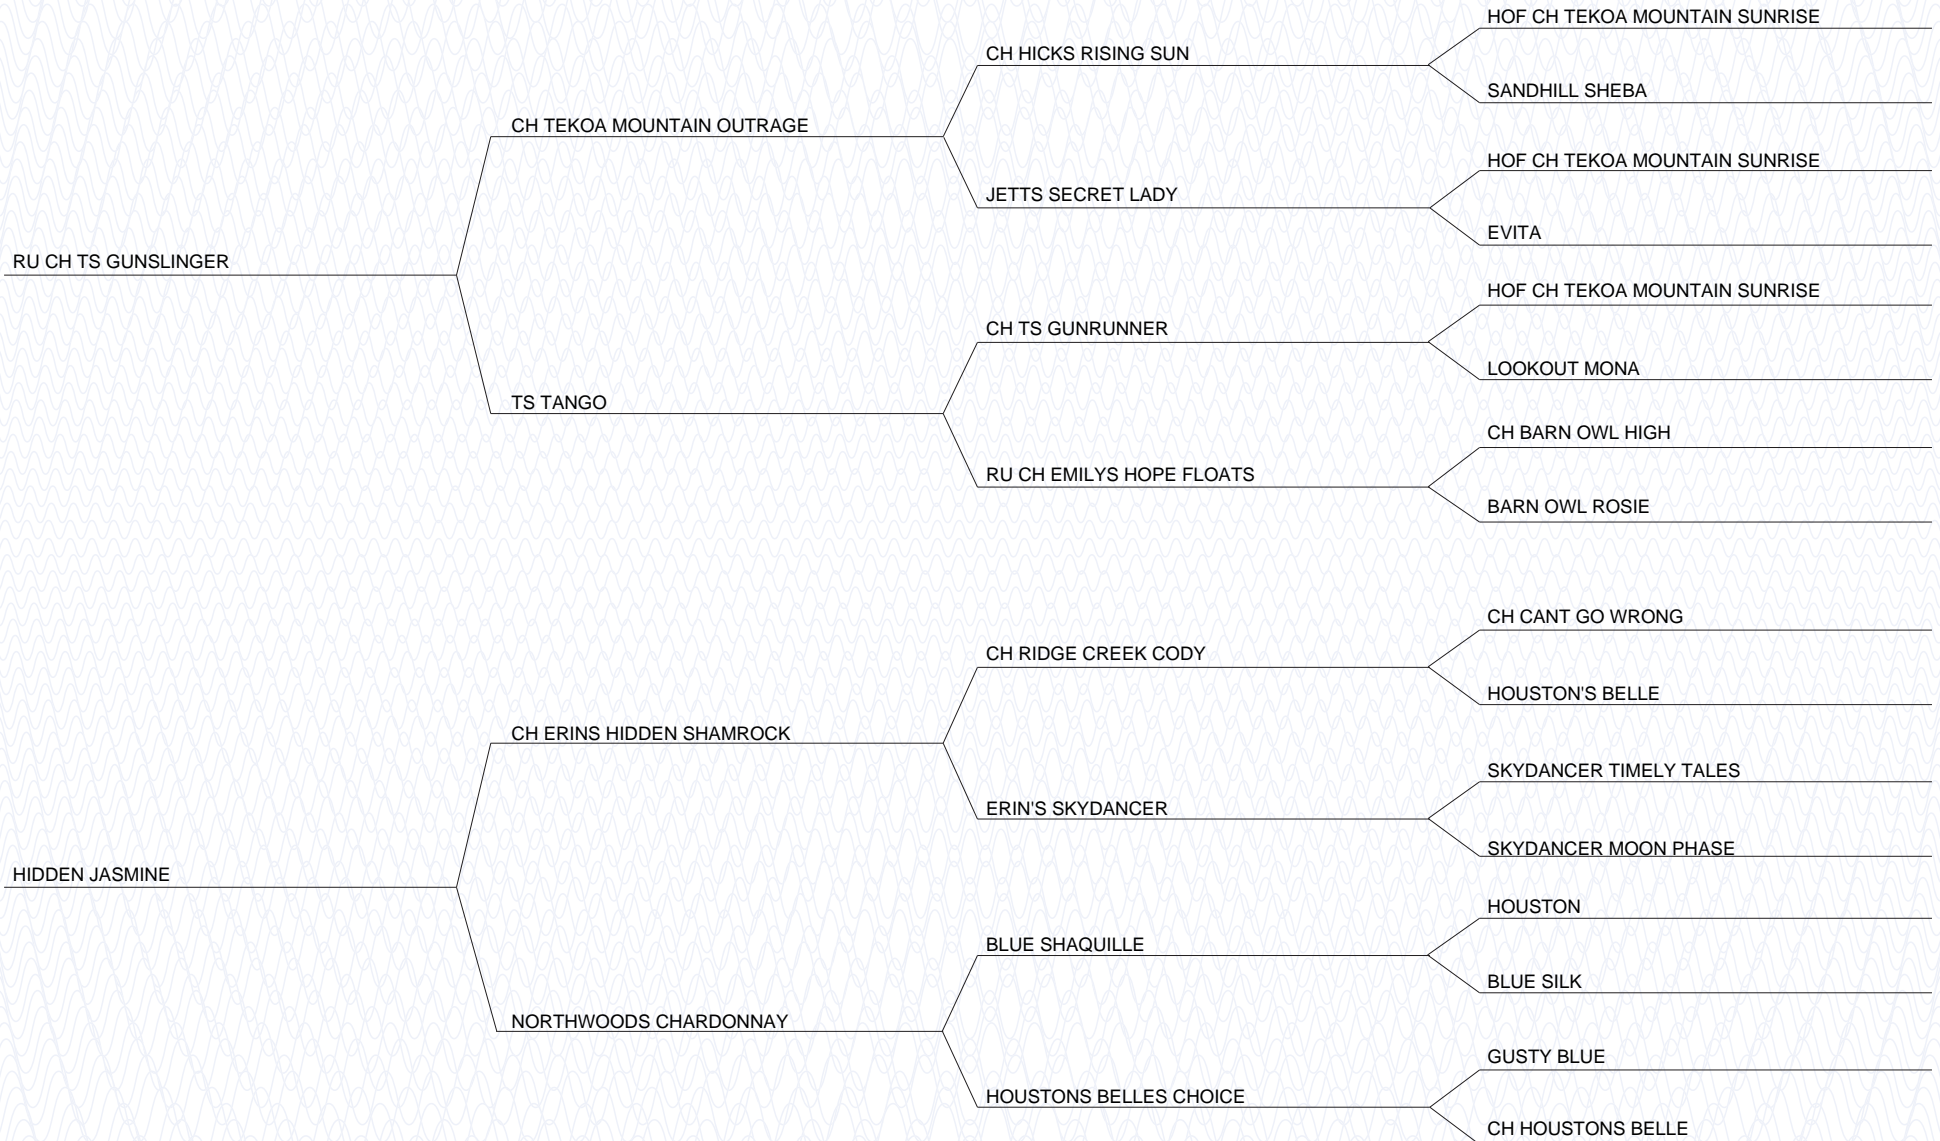 HOF CH TEKOA MOUNTAIN SUNRISE
CH HICKS RISING SUN
SANDHILL SHEBA
CH TEKOA MOUNTAIN OUTRAGE
HOF CH TEKOA MOUNTAIN SUNRISE
JETTS SECRET LADY
EVITA
RU CH TS GUNSLINGER
HOF CH TEKOA MOUNTAIN SUNRISE
CH TS GUNRUNNER
LOOKOUT MONA
TS TANGO
CH BARN OWL HIGH
RU CH EMILYS HOPE FLOATS
BARN OWL ROSIE
CH CANT GO WRONG
CH RIDGE CREEK CODY
HOUSTON'S BELLE
CH ERINS HIDDEN SHAMROCK
SKYDANCER TIMELY TALES
ERIN'S SKYDANCER
SKYDANCER MOON PHASE
HIDDEN JASMINE
HOUSTON
BLUE SHAQUILLE
BLUE SILK
NORTHWOODS CHARDONNAY
GUSTY BLUE
HOUSTONS BELLES CHOICE
CH HOUSTONS BELLE